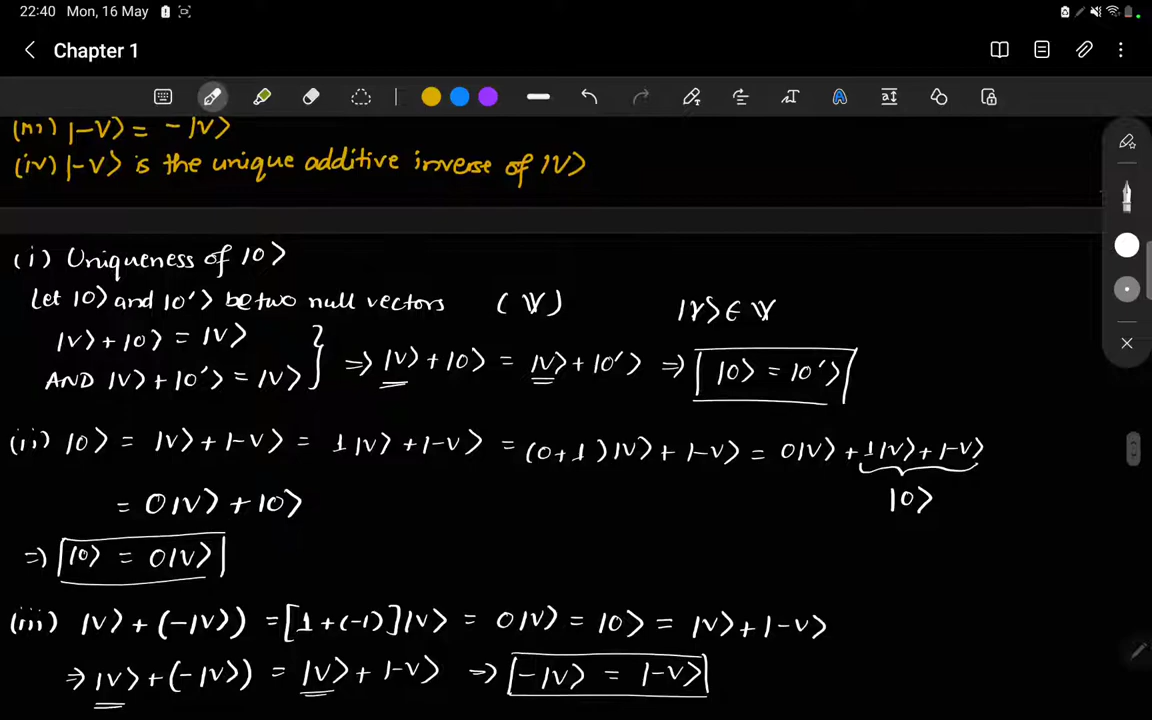 22:40 Mon, 16 May
Chapter 1
(iii) |-V⟩ = -|V⟩
(iv) |-V⟩ is the unique additive inverse of |V⟩
(i) Uniqueness of |0⟩
Let |0⟩ and |0'⟩ be two null vectors (𝕍) |V⟩ ∈ 𝕍
|V⟩ + |0⟩ = |V⟩
AND |V⟩ + |0'⟩ = |V⟩ } ⇒ |V⟩ + |0⟩ = |V⟩ + |0'⟩ ⇒ |0⟩ = |0'⟩
(ii) |0⟩ = |V⟩ + |-V⟩ = 1|V⟩ + |-V⟩ = (0+1)|V⟩ + |-V⟩ = 0|V⟩ + 1|V⟩ + |-V⟩
|0⟩
= 0|V⟩ + |0⟩
⇒ |0⟩ = 0|V⟩
(iii) |V⟩ + (-|V⟩) = [1+(-1)]|V⟩ = 0|V⟩ = |0⟩ = |V⟩ + |-V⟩
⇒ |V⟩ + (-|V⟩) = |V⟩ + |-V⟩ ⇒ -|V⟩ = |-V⟩